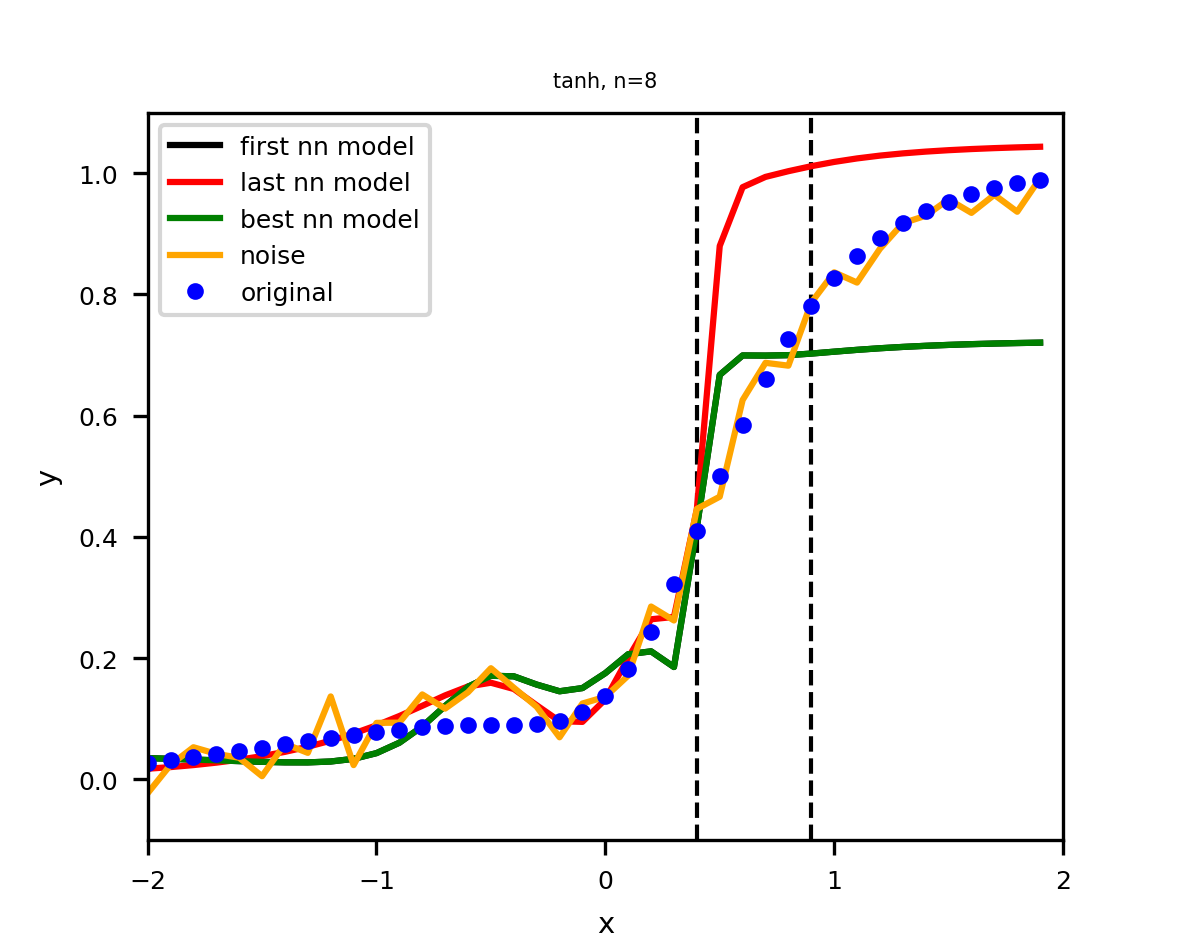 tanh, n=8
first nn model
last nn model
best nn model
noise
original
1.0
0.8
0.6
0.4
0.2
0.0
y
−2 −1 0 1 2
x